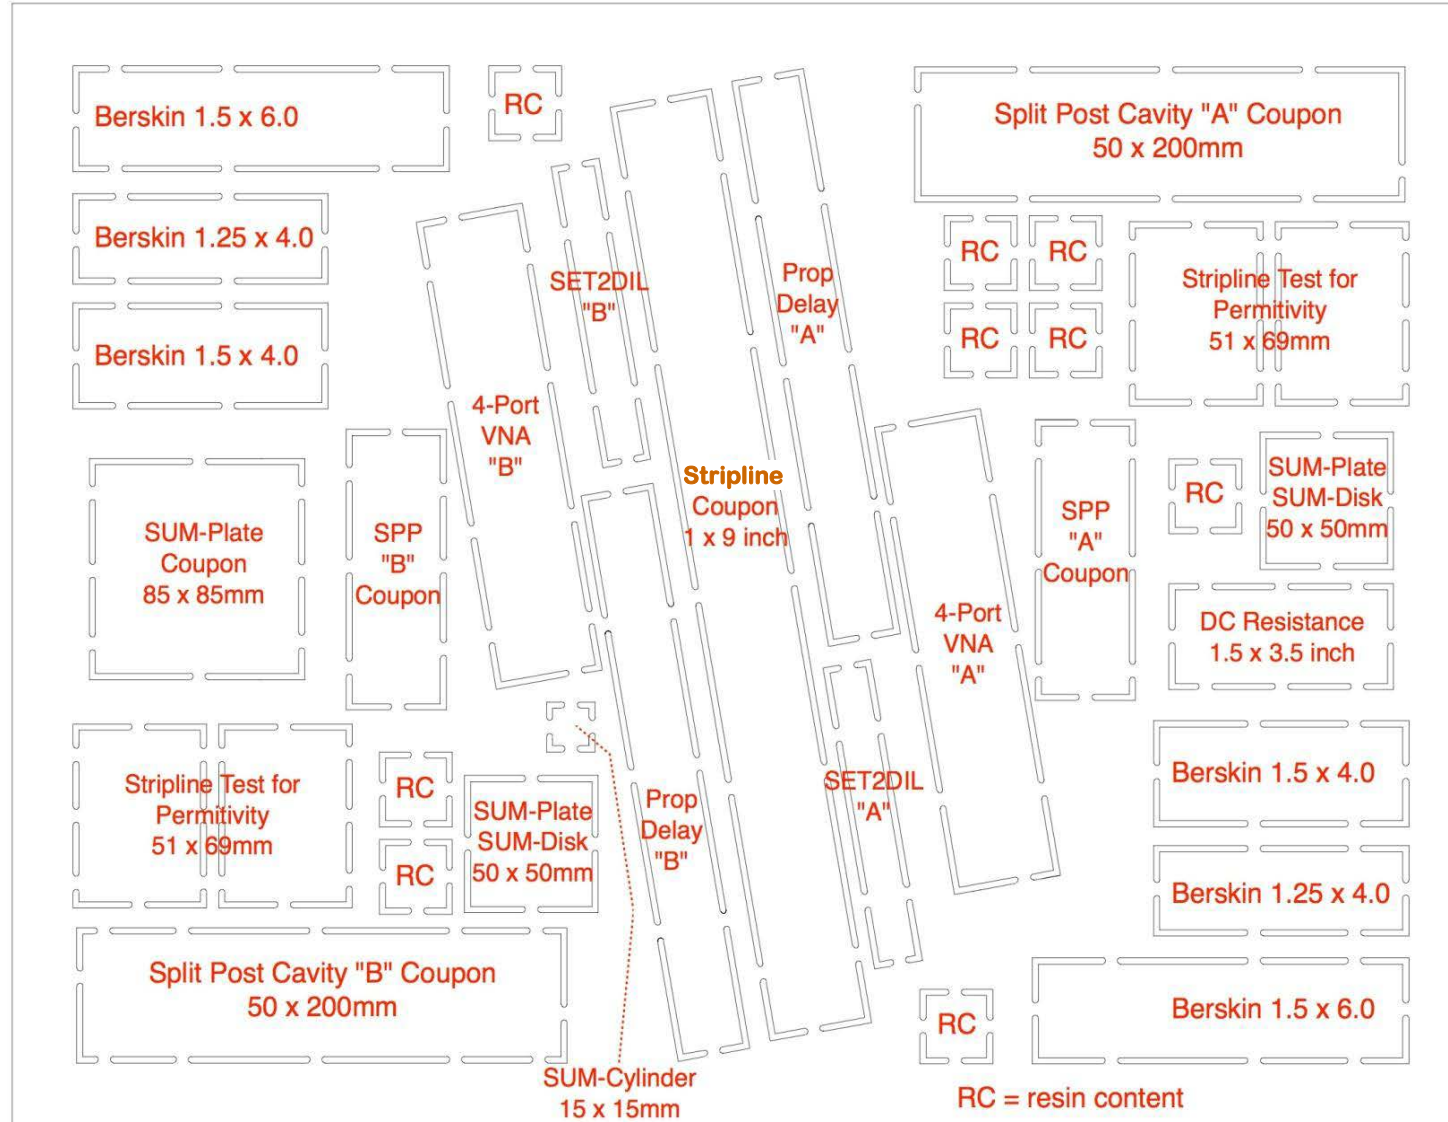 Berskin 1.5 x 6.0
RC
Split Post Cavity "A" Coupon
50 x 200mm
Berskin 1.25 x 4.0
SET2DIL
"B"
Prop
Delay
"A"
RC
RC
Stripline Test for
Permitivity
51 x 69mm
Berskin 1.5 x 4.0
RC
RC
4-Port
VNA
"B"
Stripline
Coupon
1 x 9 inch
SUM-Plate
Coupon
85 x 85mm
SPP
"B"
Coupon
SPP
"A"
Coupon
RC
SUM-Plate
SUM-Disk
50 x 50mm
4-Port
VNA
"A"
DC Resistance
1.5 x 3.5 inch
Stripline Test for
Permitivity
51 x 69mm
RC
RC
SUM-Plate
SUM-Disk
50 x 50mm
Prop
Delay
"B"
SET2DIL
"A"
Berskin 1.5 x 4.0
Berskin 1.25 x 4.0
Split Post Cavity "B" Coupon
50 x 200mm
RC
Berskin 1.5 x 6.0
SUM-Cylinder
15 x 15mm
RC = resin content